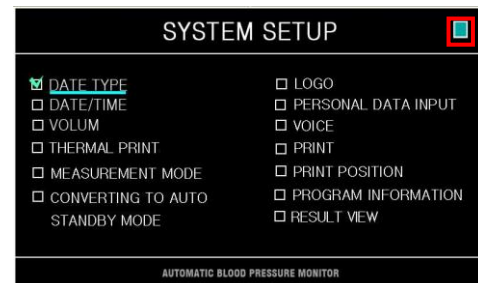 SYSTEM SETUP
DATE TYPE
DATE/TIME
VOLUM
THERMAL PRINT
MEASUREMENT MODE
CONVERTING TO AUTO
STANDBY MODE
LOGO
PERSONAL DATA INPUT
VOICE
PRINT
PRINT POSITION
PROGRAM INFORMATION
RESULT VIEW
AUTOMATIC BLOOD PRESSURE MONITOR